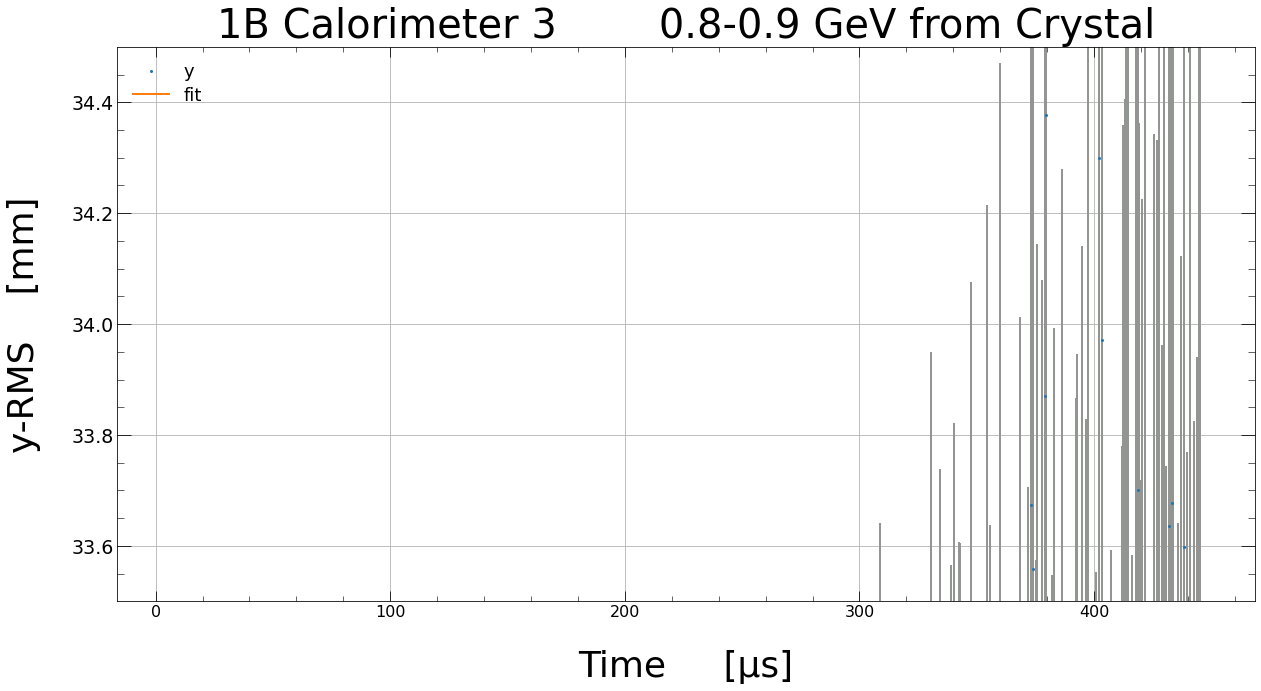 1B Calorimeter 3 0.8-0.9 GeV from Crystal
y
fit
34.4
34.2
34.0
33.8
33.6
y-RMS [mm]
0 100 200 300 400
Time [μs]